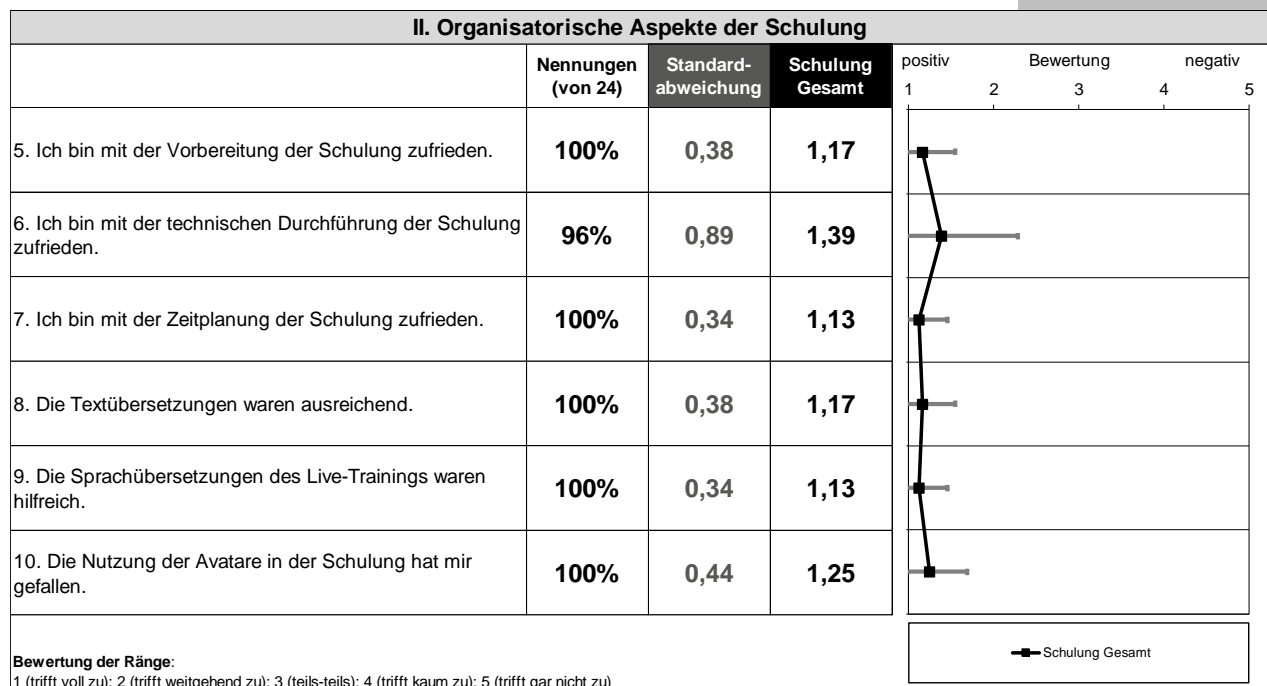 II. Organisatorische Aspekte der Schulung
Nennungen (von 24) Standard-abweichung Schulung Gesamt positiv Bewertung negativ
1 2 3 4 5
5. Ich bin mit der Vorbereitung der Schulung zufrieden. 100% 0,38 1,17
6. Ich bin mit der technischen Durchführung der Schulung
zufrieden. 96% 0,89 1,39
7. Ich bin mit der Zeitplanung der Schulung zufrieden. 100% 0,34 1,13
8. Die Textübersetzungen waren ausreichend. 100% 0,38 1,17
9. Die Sprachübersetzungen des Live-Trainings waren
hilfreich. 100% 0,34 1,13
10. Die Nutzung der Avatare in der Schulung hat mir
gefallen. 100% 0,44 1,25
Schulung Gesamt
Bewertung der Ränge:
1 (trifft voll zu); 2 (trifft weitgehend zu); 3 (teils-teils); 4 (trifft kaum zu); 5 (trifft gar nicht zu)